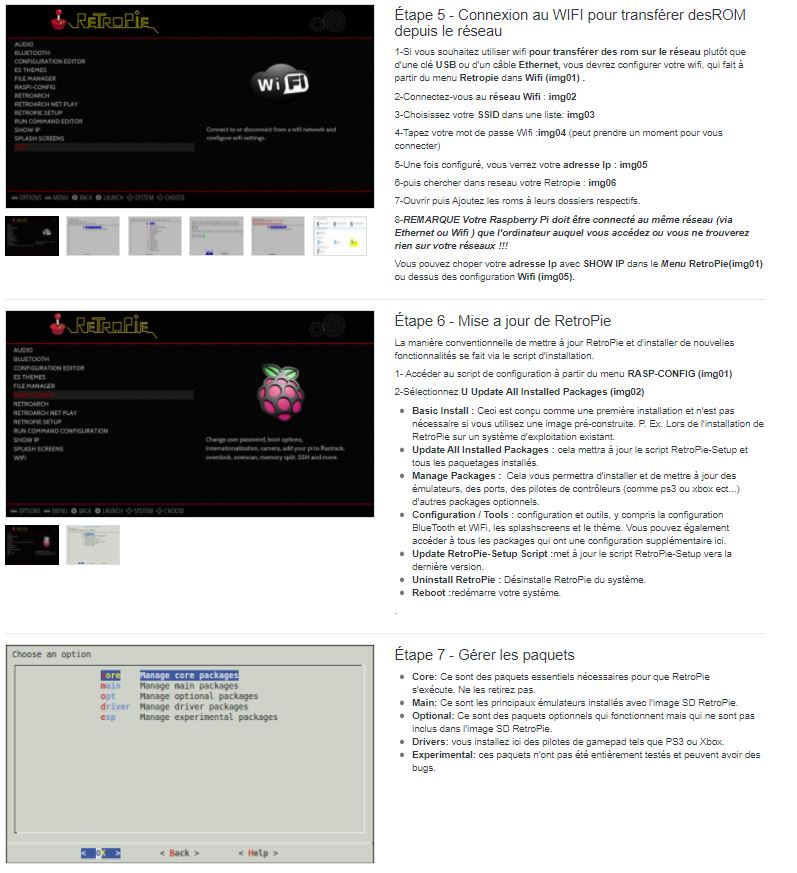 RETROPIE
AUDIO
BLUETOOTH
CONFIGURATION EDITOR
ES THEMES
FILE MANAGER
RASPI-CONFIG
RETROARCH
RETROARCH NET PLAY
RETROPIE SETUP
RUN COMMAND EDITOR
SHOW IP
SPLASH SCREENS
WiFi
Connect to or disconnect from a wifi network and
configure wifi settings.
OPTIONS MENU BACK LAUNCH SYSTEM CHOOSE
Étape 5 - Connexion au WIFI pour transférer desROM
depuis le réseau
1-Si vous souhaitez utiliser wifi pour transférer des rom sur le réseau plutôt que
d'une clé USB ou d'un câble Ethernet, vous devrez configurer votre wifi, qui fait à
partir du menu Retropie dans Wifi (img01) .
2-Connectez-vous au réseau Wifi : img02
3-Choisissez votre SSID dans une liste: img03
4-Tapez votre mot de passe Wifi :img04 (peut prendre un moment pour vous
connecter)
5-Une fois configuré, vous verrez votre adresse Ip : img05
6-puis chercher dans reseau votre Retropie : img06
7-Ouvrir puis Ajoutez les roms à leurs dossiers respectifs.
8-REMARQUE Votre Raspberry Pi doit être connecté au même réseau (via
Ethernet ou Wifi ) que l'ordinateur auquel vous accédez ou vous ne trouverez
rien sur votre réseaux !!!
Vous pouvez choper votre adresse Ip avec SHOW IP dans le Menu RetroPie(img01)
ou dessus des configuration Wifi (img05).
RETROPIE
AUDIO
BLUETOOTH
CONFIGURATION EDITOR
ES THEMES
FILE MANAGER
RASPI-CONFIG
RETROARCH
RETROARCH NET PLAY
RETROPIE SETUP
RUN COMMAND CONFIGURATION
SHOW IP
SPLASH SCREENS
WIFI
Change user password, boot options,
internationalization, camera, add your pi to Rastrack,
overclock, overscan, memory split, SSH and more.
OPTIONS MENU BACK LAUNCH SYSTEM CHOOSE
Étape 6 - Mise a jour de RetroPie
La manière conventionnelle de mettre à jour RetroPie et d'installer de nouvelles
fonctionnalités se fait via le script d'installation.
1- Accéder au script de configuration à partir du menu RASP-CONFIG (img01)
2-Sélectionnez U Update All Installed Packages (img02)
Basic Install : Ceci est conçu comme une première installation et n'est pas
nécessaire si vous utilisez une image pré-construite. P. Ex. Lors de l'installation de
RetroPie sur un système d'exploitation existant.
Update All Installed Packages : cela mettra à jour le script RetroPie-Setup et
tous les paquetages installés.
Manage Packages : Cela vous permettra d'installer et de mettre à jour des
émulateurs, des ports, des pilotes de contrôleurs (comme ps3 ou xbox ect...)
d'autres packages optionnels.
Configuration / Tools : configuration et outils, y compris la configuration
BlueTooth et WiFi, les splashscreens et le thème. Vous pouvez également
accéder à tous les packages qui ont une configuration supplémentaire ici.
Update RetroPie-Setup Script :met à jour le script RetroPie-Setup vers la
dernière version.
Uninstall RetroPie : Désinstalle RetroPie du système.
Reboot :redémarre votre système.
.
Choose an option
core Manage core packages
main Manage main packages
opt Manage optional packages
driver Manage driver packages
exp Manage experimental packages
< OK > < Back > < Help >
Étape 7 - Gérer les paquets
Core: Ce sont des paquets essentiels nécessaires pour que RetroPie
s'exécute. Ne les retirez pas.
Main: Ce sont les principaux émulateurs installés avec l'image SD RetroPie.
Optional: Ce sont des paquets optionnels qui fonctionnent mais qui ne sont pas
inclus dans l'image SD RetroPie.
Drivers: vous installez ici des pilotes de gamepad tels que PS3 ou Xbox.
Experimental: ces paquets n'ont pas été entièrement testés et peuvent avoir des
bugs.